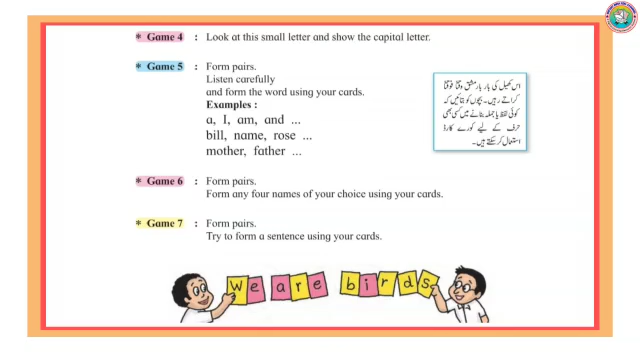 * Game 4 : Look at this small letter and show the capital letter.
* Game 5 : Form pairs.
Listen carefully
and form the word using your cards.
Examples :
a, I, am, and ...
bill, name, rose ...
mother, father ...
اس کھیل کی بار بار مشق وقتاً فوقتاً
کراتے رہیں۔ بچوں کو بتائیں کہ
کوئی لفظ یا جملہ بنانے میں کسی بھی
حرف کے لیے کورے کارڈ
استعمال کر سکتے ہیں۔
* Game 6 : Form pairs.
Form any four names of your choice using your cards.
* Game 7 : Form pairs.
Try to form a sentence using your cards.
We are birds